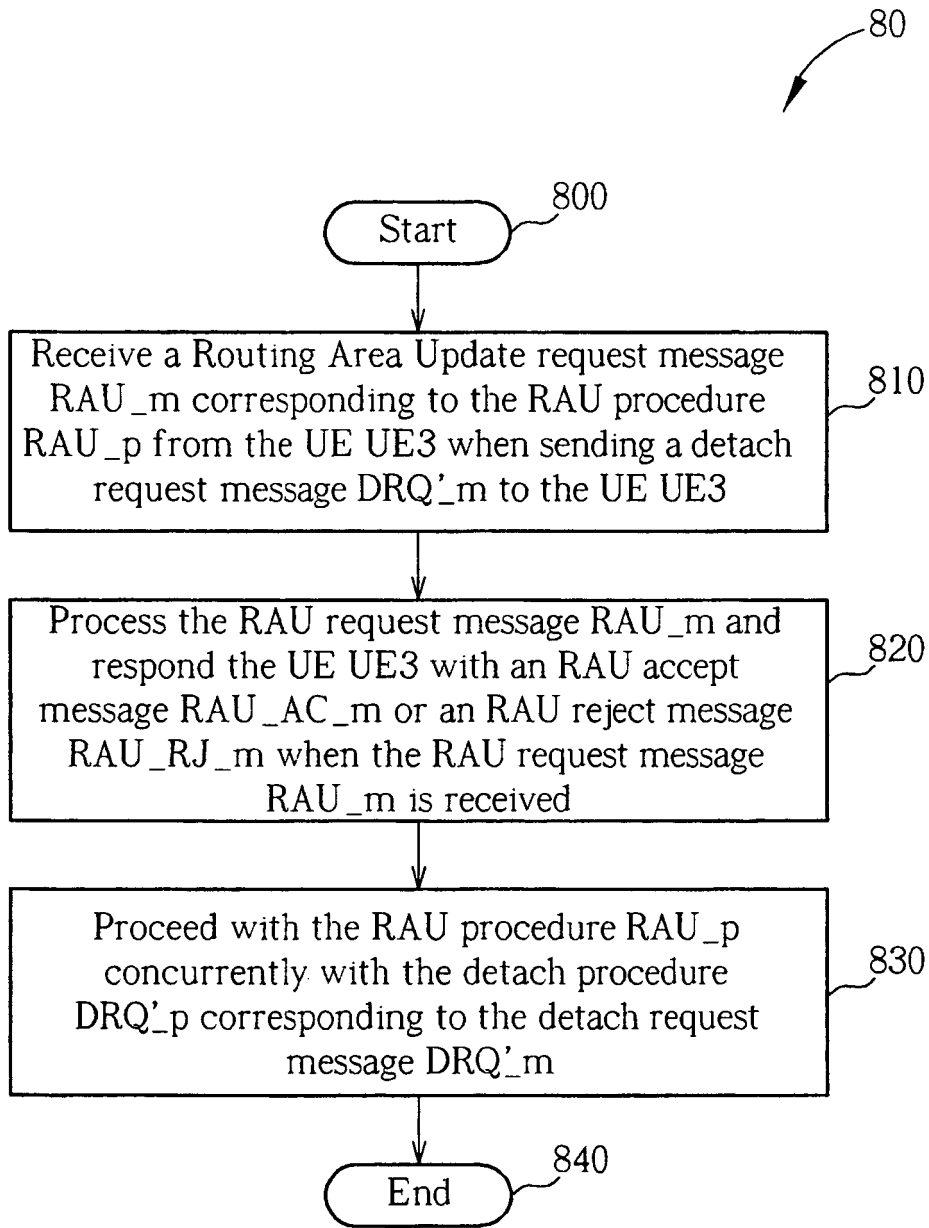 80
Start
800
Receive a Routing Area Update request message
RAU_m corresponding to the RAU procedure
RAU_p from the UE UE3 when sending a detach
request message DRQ'_m to the UE UE3
810
Process the RAU request message RAU_m and
respond the UE UE3 with an RAU accept
message RAU_AC_m or an RAU reject message
RAU_RJ_m when the RAU request message
RAU_m is received
820
Proceed with the RAU procedure RAU_p
concurrently with the detach procedure
DRQ'_p corresponding to the detach request
message DRQ'_m
830
End
840